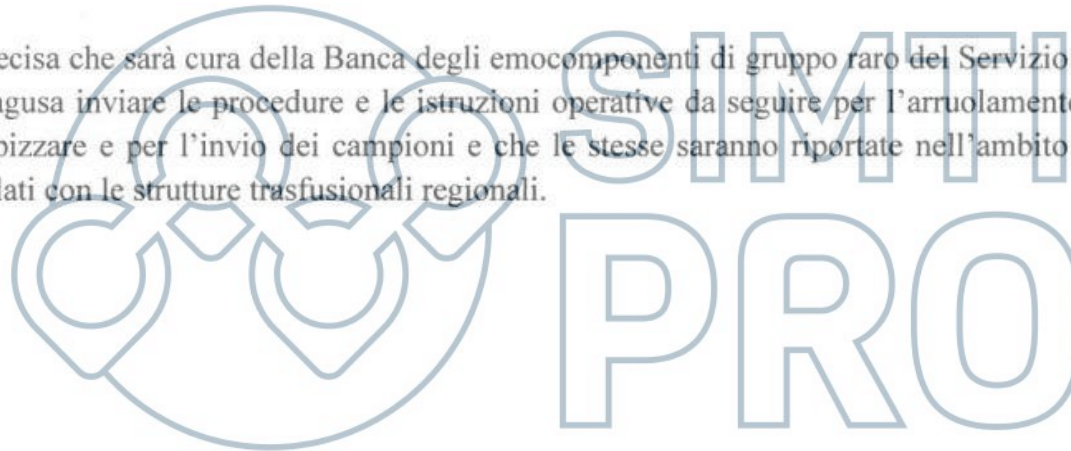 ecisa che sarà cura della Banca degli emocomponenti di gruppo raro del Servizio
agusa inviare le procedure e le istruzioni operative da seguire per l'arruolamento
pizzare e per l'invio dei campioni e che le stesse saranno riportate nell'ambito
lati con le strutture trasfusionali regionali.
SIMTI
PRO